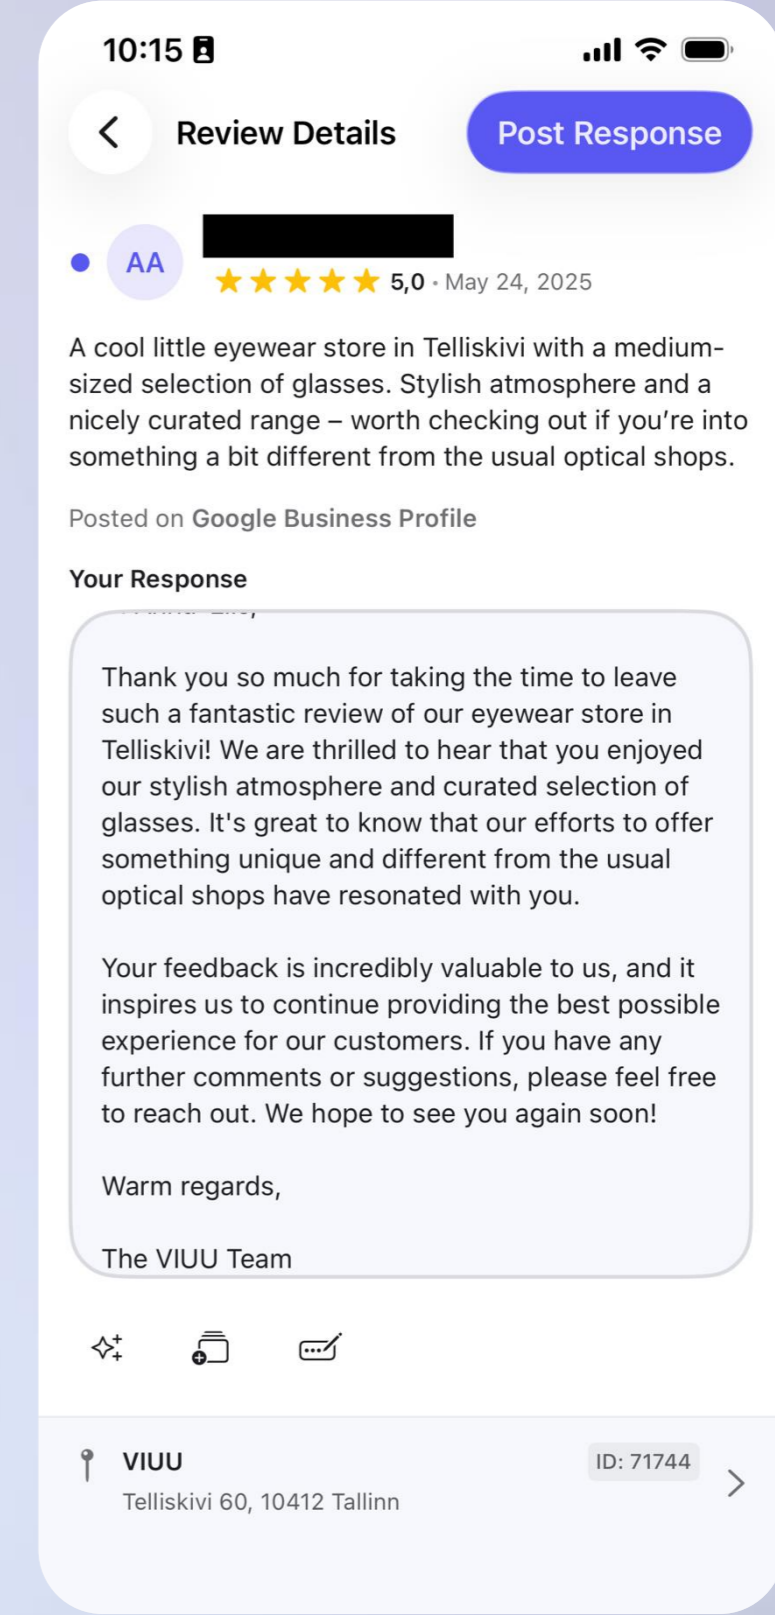 10:15
Review Details
Post Response
AA
5,0 · May 24, 2025
A cool little eyewear store in Telliskivi with a medium-
sized selection of glasses. Stylish atmosphere and a
nicely curated range – worth checking out if you’re into
something a bit different from the usual optical shops.
Posted on Google Business Profile
Your Response
Thank you so much for taking the time to leave
such a fantastic review of our eyewear store in
Telliskivi! We are thrilled to hear that you enjoyed
our stylish atmosphere and curated selection of
glasses. It's great to know that our efforts to offer
something unique and different from the usual
optical shops have resonated with you.
Your feedback is incredibly valuable to us, and it
inspires us to continue providing the best possible
experience for our customers. If you have any
further comments or suggestions, please feel free
to reach out. We hope to see you again soon!
Warm regards,
The VIUU Team
VIUU
ID: 71744
Telliskivi 60, 10412 Tallinn